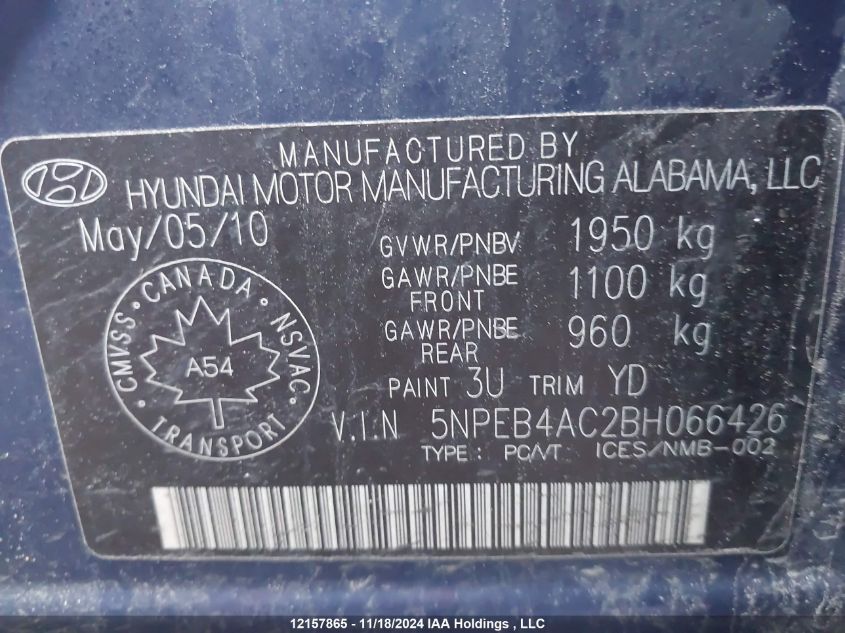 MANUFACTURED BY
HYUNDAI MOTOR MANUFACTURING ALABAMA, LLC
May/05/10
GVWR/PNBV 1950 kg
GAWR/PNBE FRONT 1100 kg
GAWR/PNBE REAR 960 kg
PAINT 3U TRIM YD
CMVSS • CANADA • NSVAC • TRANSPORT •
A54
V.I.N 5NPEB4AC2BH066426
TYPE: PC/VT ICES/NMB-002
12157865 - 11/18/2024 IAA Holdings , LLC